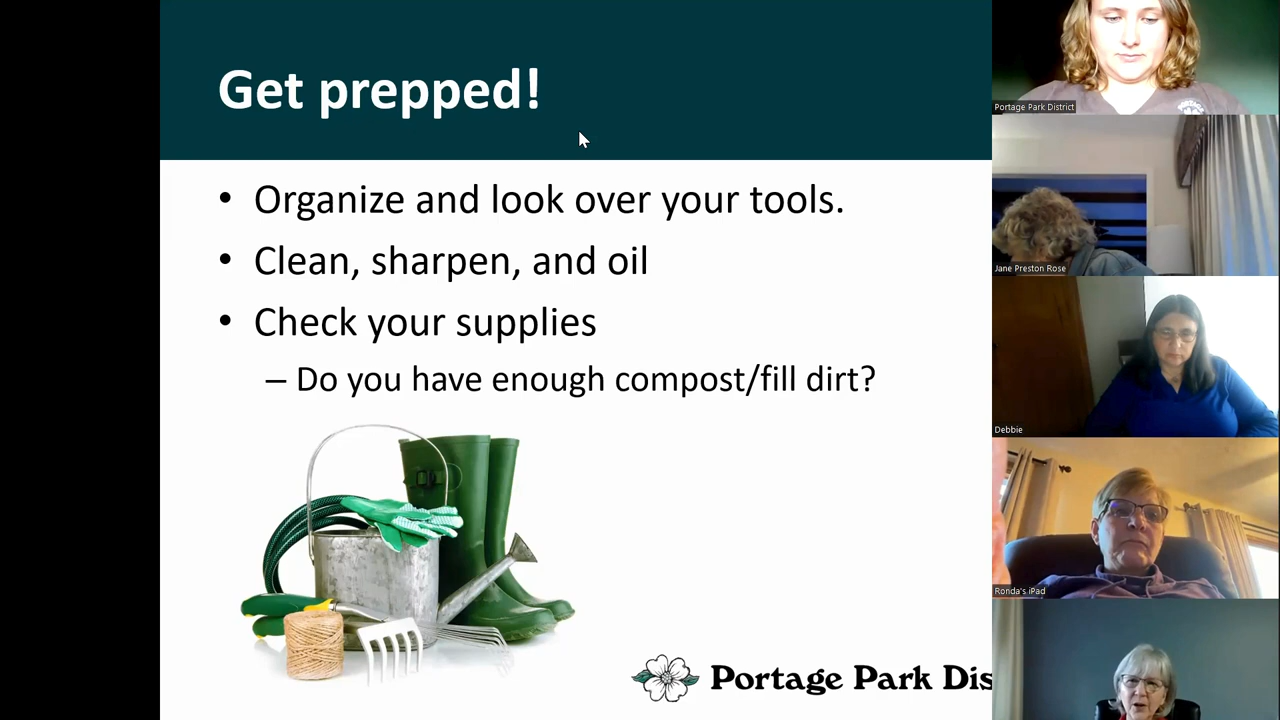 Get prepped!
• Organize and look over your tools.
• Clean, sharpen, and oil
• Check your supplies
– Do you have enough compost/fill dirt?
Portage Park Dis
Portage Park District
Jane Preston Rose
Debbie
Ronda's iPad